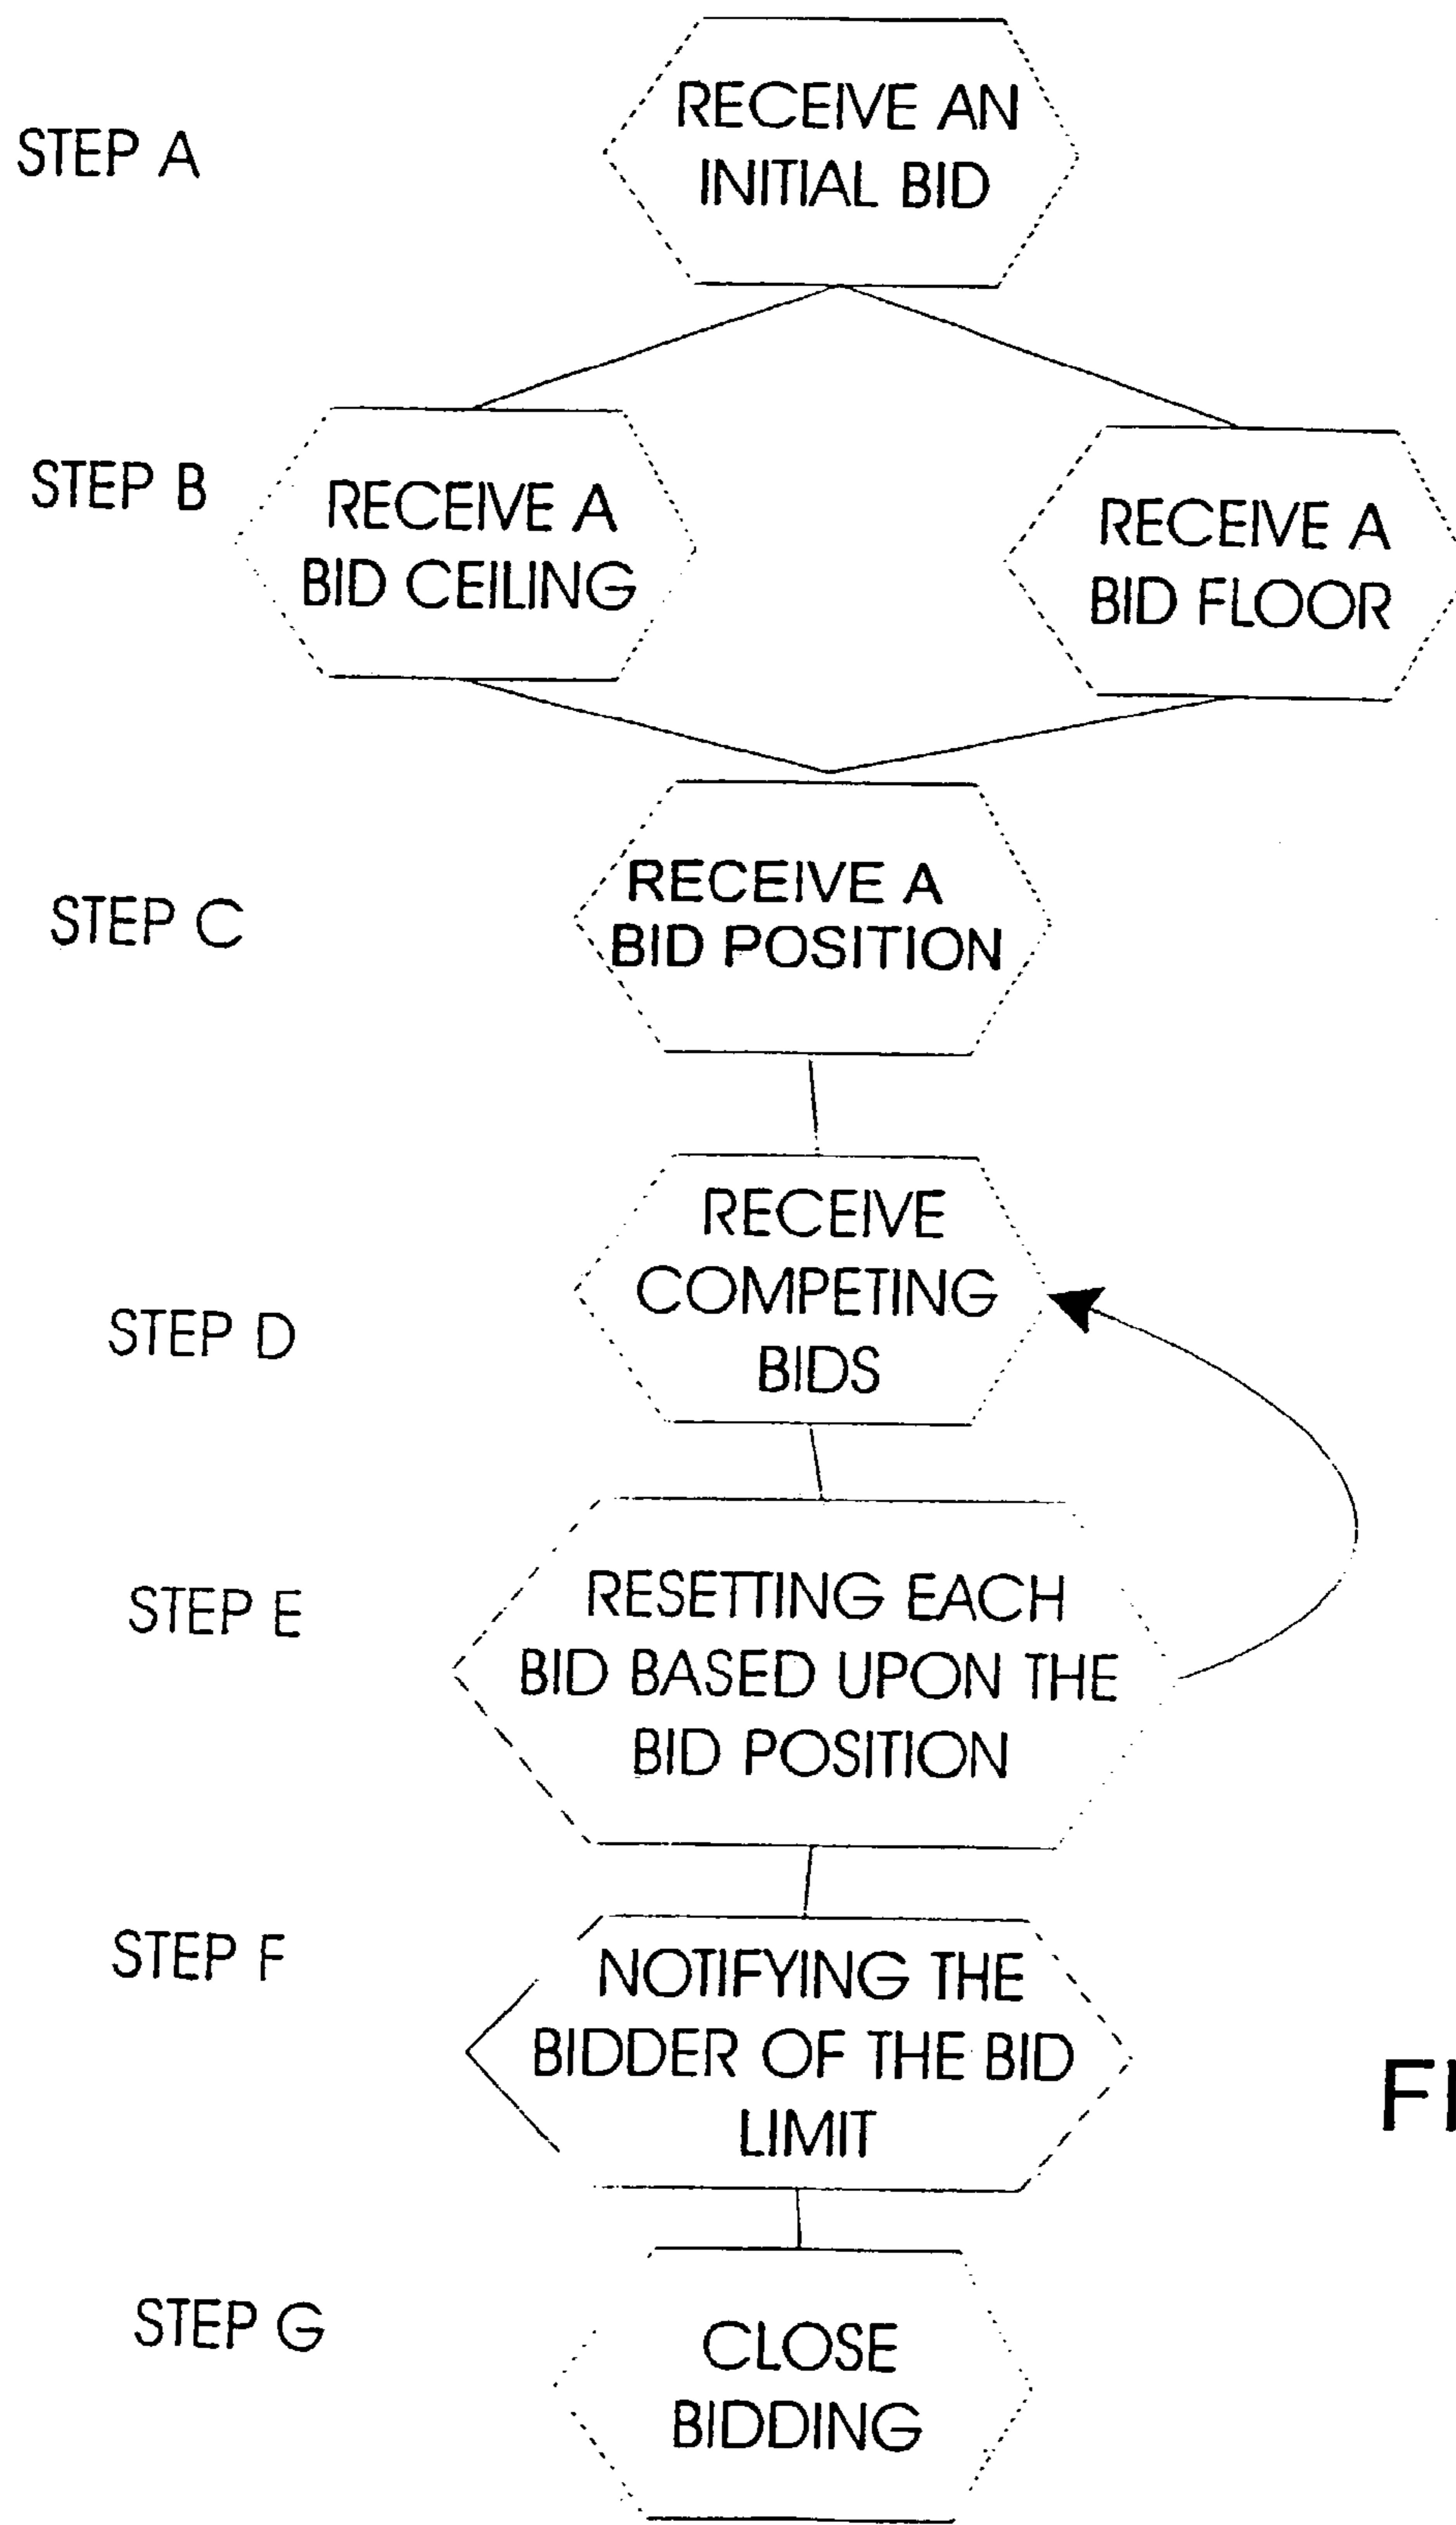 STEP A
RECEIVE AN
INITIAL BID
STEP B
RECEIVE A
BID CEILING
RECEIVE A
BID FLOOR
STEP C
RECEIVE A
BID POSITION
STEP D
RECEIVE
COMPETING
BIDS
STEP E
RESETTING EACH
BID BASED UPON THE
BID POSITION
STEP F
NOTIFYING THE
BIDDER OF THE BID
LIMIT
STEP G
CLOSE
BIDDING